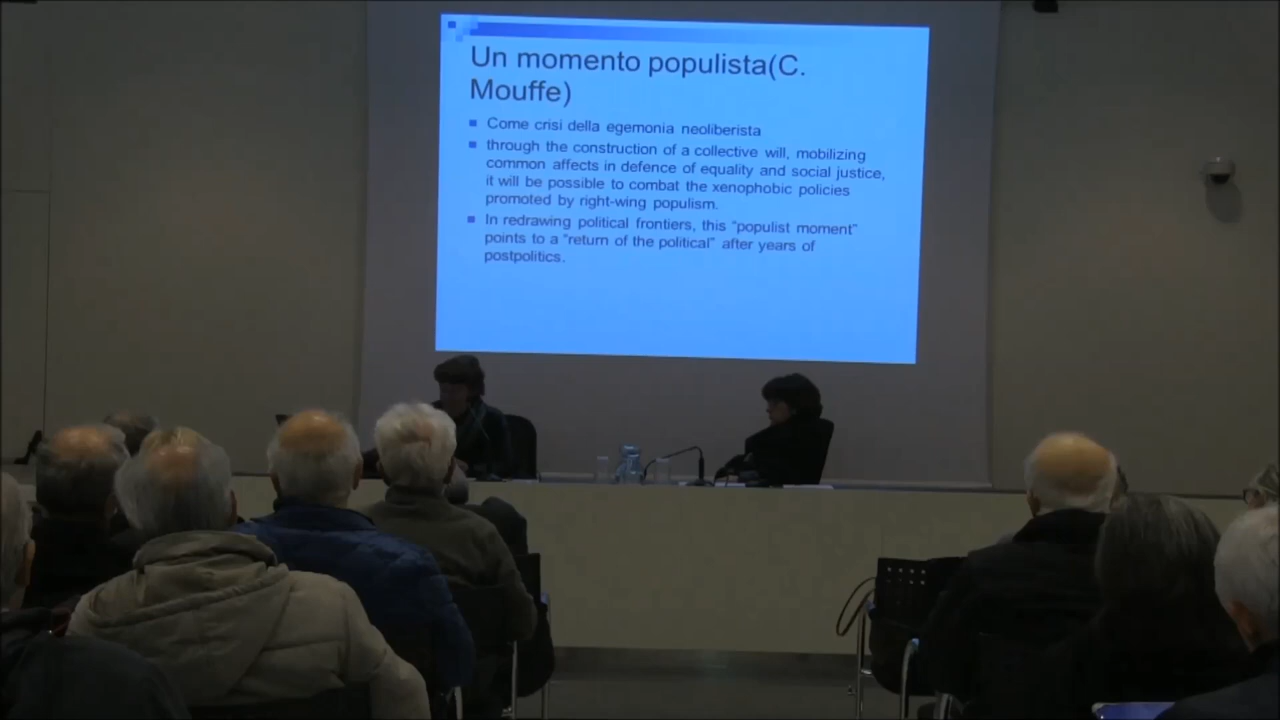 Un momento populista(C.
Mouffe)
Come crisi della egemonia neoliberista
through the construction of a collective will, mobilizing
common affects in defence of equality and social justice,
it will be possible to combat the xenophobic policies
promoted by right-wing populism.
In redrawing political frontiers, this “populist moment”
points to a “return of the political” after years of
postpolitics.